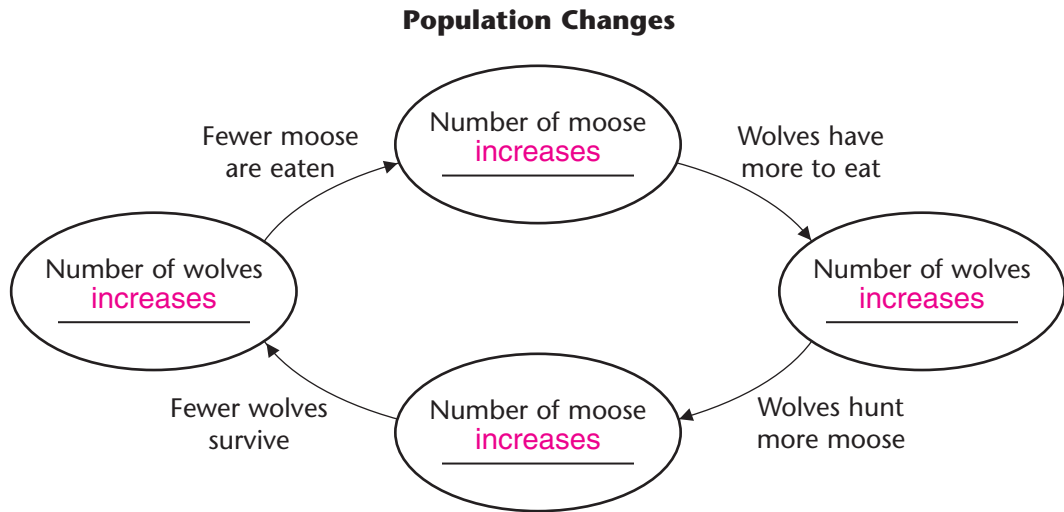 Population Changes
Number of moose
increases
Fewer moose
are eaten
Wolves have
more to eat
Number of wolves
increases
Number of wolves
increases
Fewer wolves
survive
Number of moose
increases
Wolves hunt
more moose